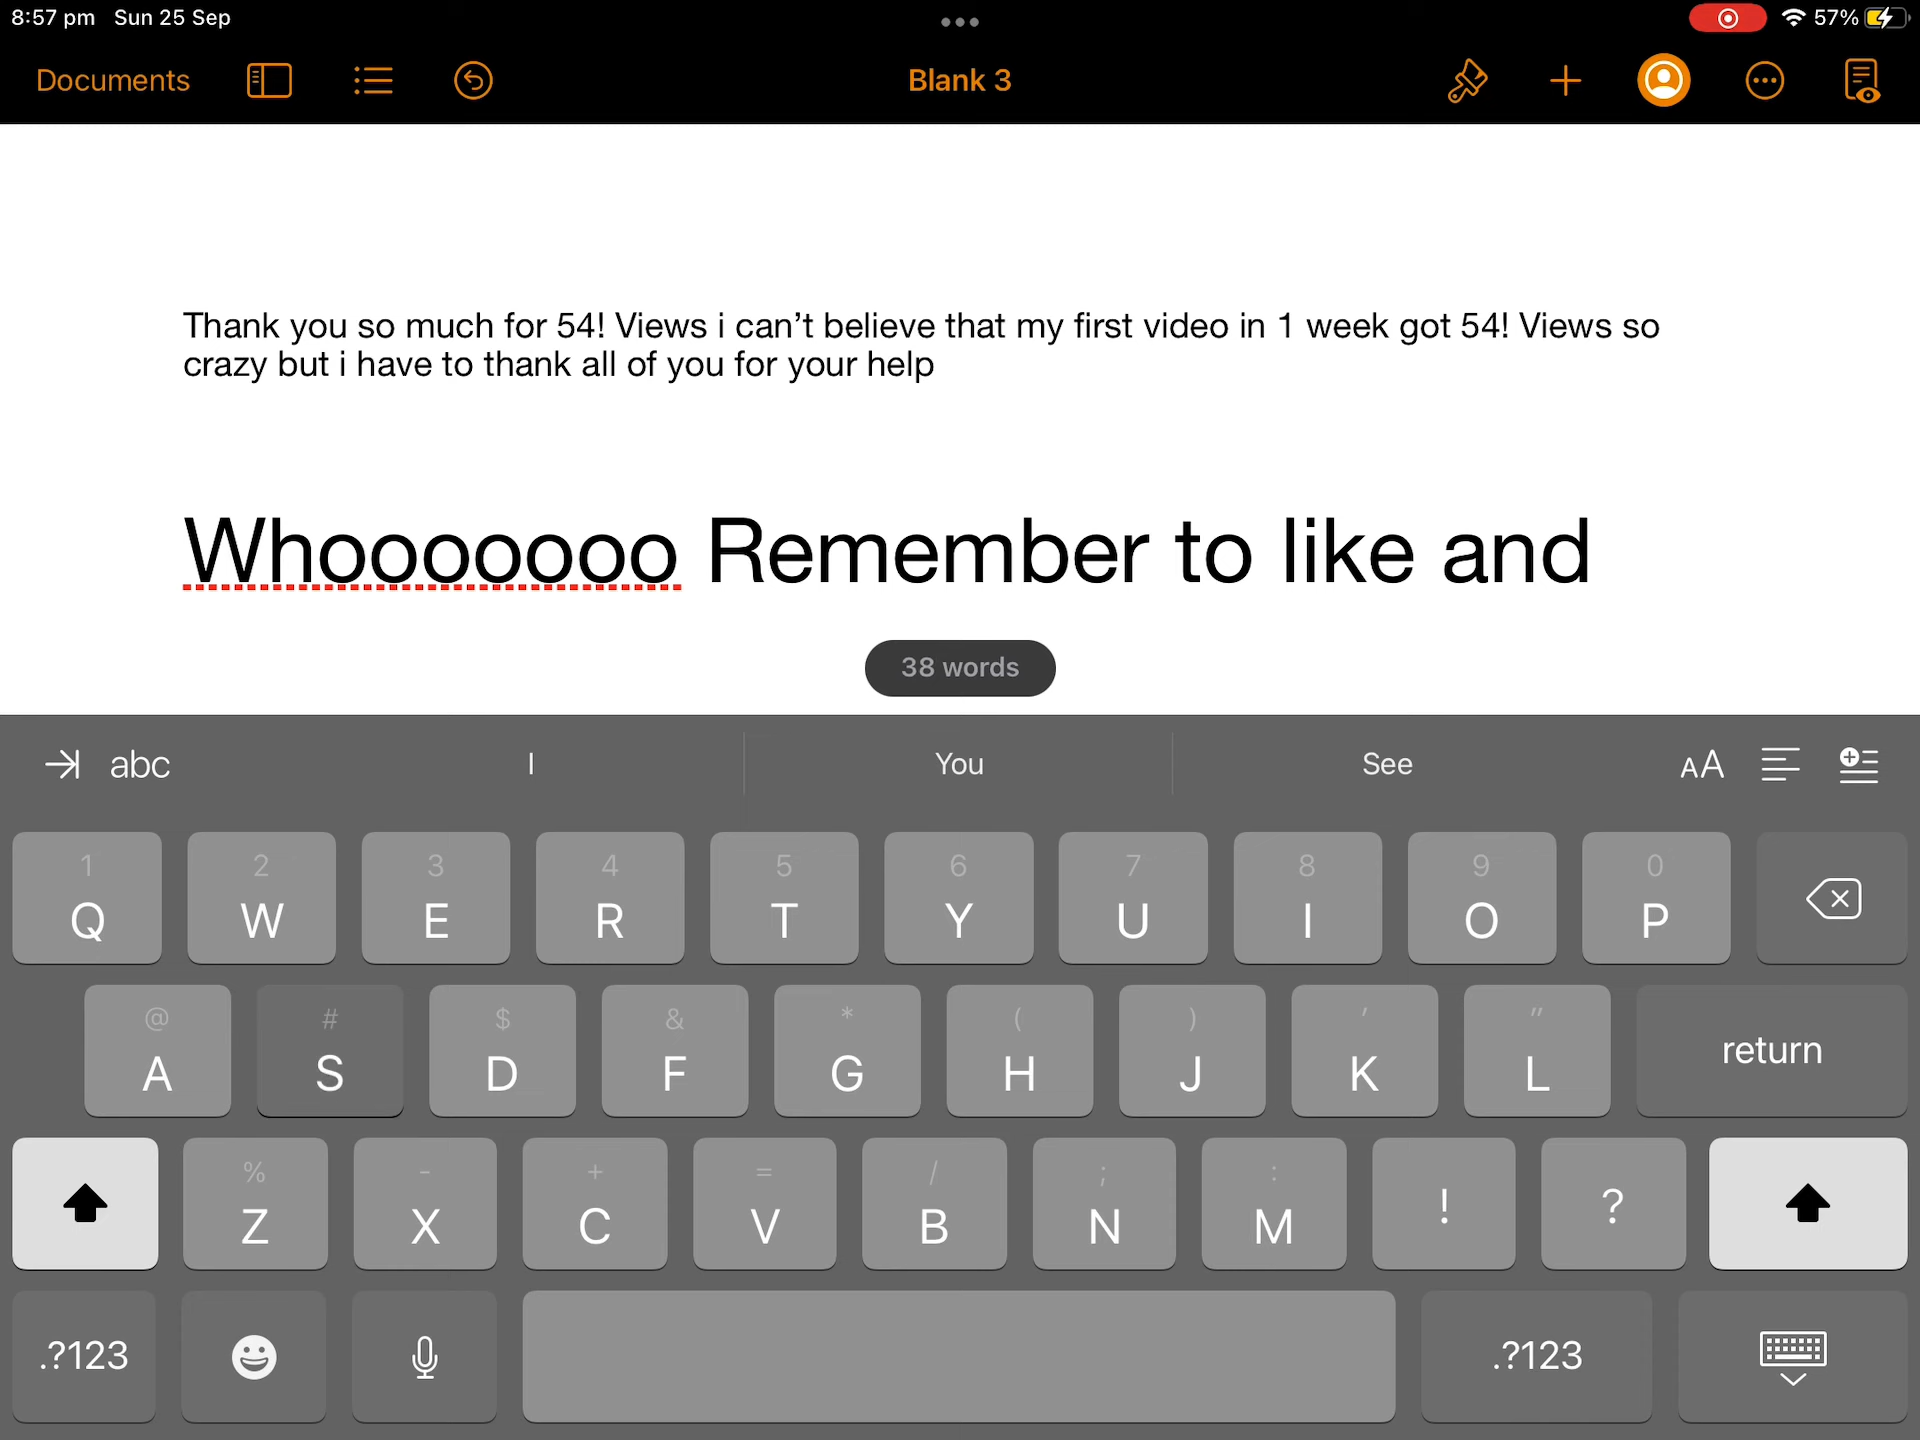 8:57 pm Sun 25 Sep 57%
Documents Blank 3
Thank you so much for 54! Views i can’t believe that my first video in 1 week got 54! Views so
crazy but i have to thank all of you for your help
Whooooooo Remember to like and
38 words
abc I You See AA
1 2 3 4 5 6 7 8 9 0
Q W E R T Y U I O P
@ # $ & * ( ) ' "
A S D F G H J K L return
% - + = / ; :
Z X C V B N M ! ?
.?123 .?123